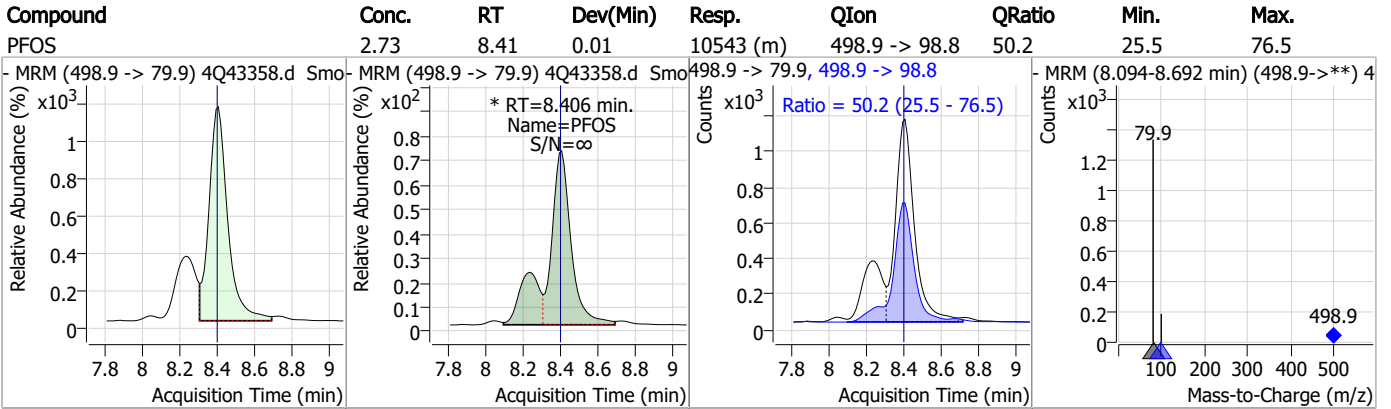 Compound Conc. RT Dev(Min) Resp. QIon QRatio Min. Max.
PFOS 2.73 8.41 0.01 10543 (m) 498.9 -> 98.8 50.2 25.5 76.5
- MRM (498.9 -> 79.9) 4Q43358.d Smo
x10³
Relative Abundance (%)
1
0.8
0.6
0.4
0.2
0
7.8 8 8.2 8.4 8.6 8.8 9
Acquisition Time (min)
- MRM (498.9 -> 79.9) 4Q43358.d Smo
x10²
* RT=8.406 min.
Name=PFOS
S/N=∞
Relative Abundance (%)
0.8
0.7
0.6
0.5
0.4
0.3
0.2
0.1
0
7.8 8 8.2 8.4 8.6 8.8 9
Acquisition Time (min)
498.9 -> 79.9, 498.9 -> 98.8
x10³
Ratio = 50.2 (25.5 - 76.5)
Counts
1
0.8
0.6
0.4
0.2
0
7.8 8 8.2 8.4 8.6 8.8 9
Acquisition Time (min)
- MRM (8.094-8.692 min) (498.9->**) 4
x10³
Counts
79.9
1.2
1
0.8
0.6
0.4
0.2
0
498.9
100 200 300 400 500
Mass-to-Charge (m/z)